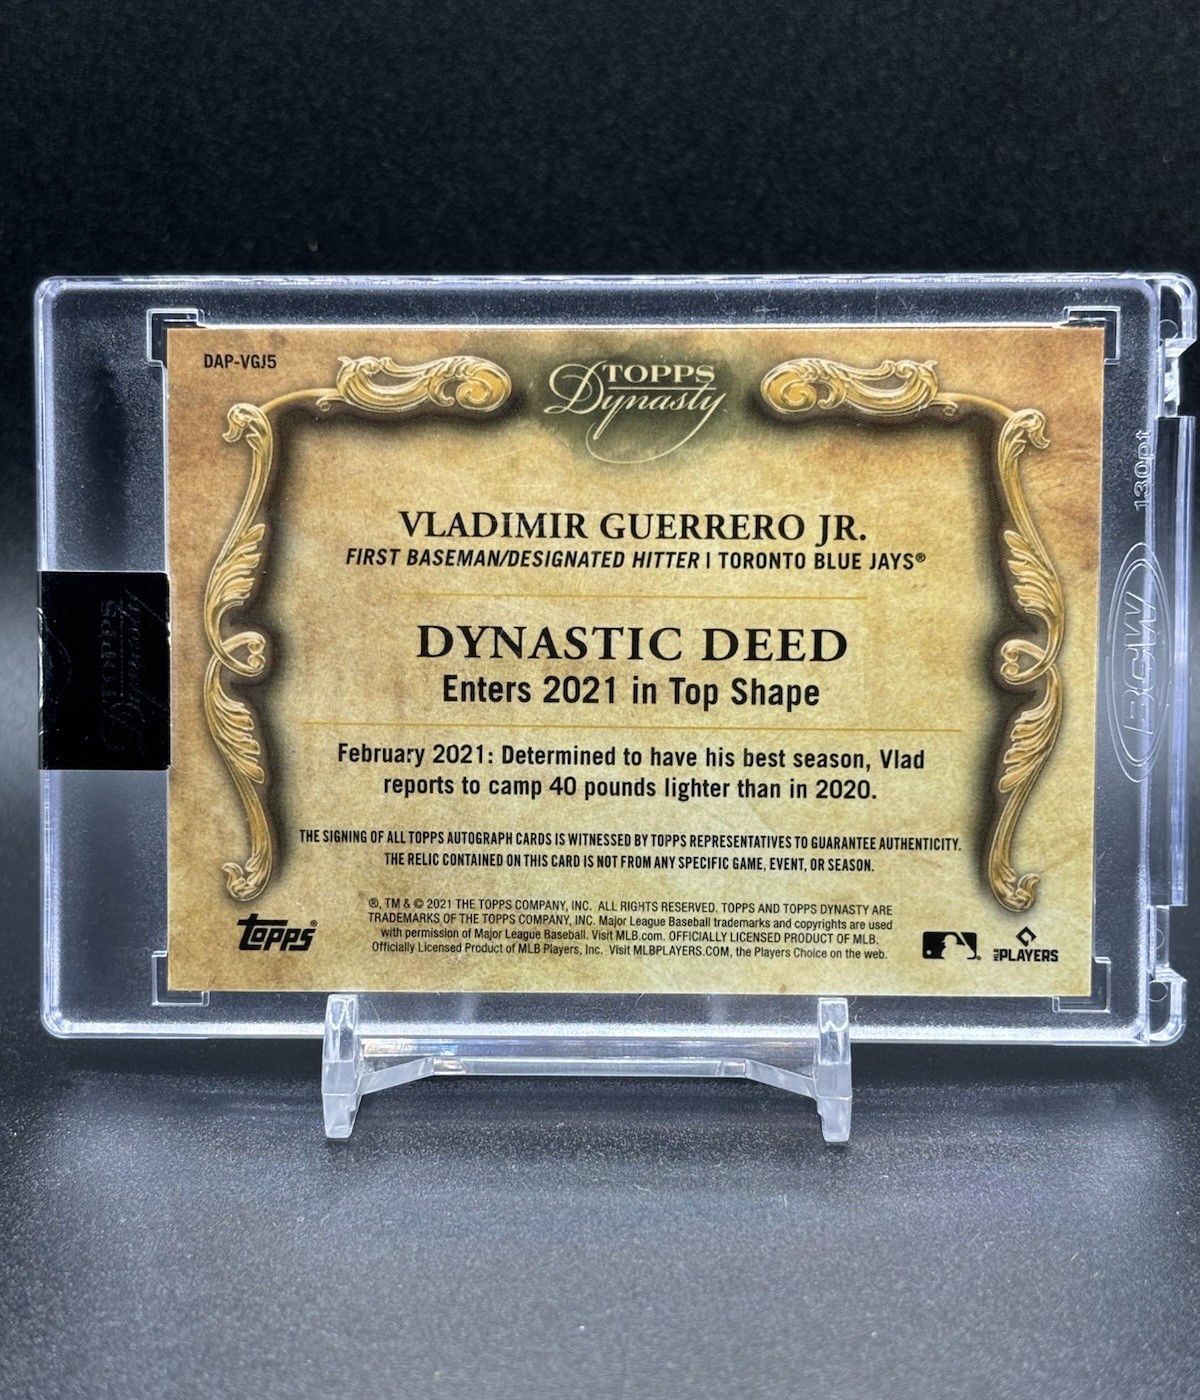 DAP-VGJ5
TOPPS
Dynasty
VLADIMIR GUERRERO JR.
FIRST BASEMAN/DESIGNATED HITTER | TORONTO BLUE JAYS®
DYNASTIC DEED
Enters 2021 in Top Shape
February 2021: Determined to have his best season, Vlad
reports to camp 40 pounds lighter than in 2020.
THE SIGNING OF ALL TOPPS AUTOGRAPH CARDS IS WITNESSED BY TOPPS REPRESENTATIVES TO GUARANTEE AUTHENTICITY.
THE RELIC CONTAINED ON THIS CARD IS NOT FROM ANY SPECIFIC GAME, EVENT, OR SEASON.
®, TM & © 2021 THE TOPPS COMPANY, INC. ALL RIGHTS RESERVED. TOPPS AND TOPPS DYNASTY ARE
TRADEMARKS OF THE TOPPS COMPANY, INC. Major League Baseball trademarks and copyrights are used
with permission of Major League Baseball. Visit MLB.com. OFFICIALLY LICENSED PRODUCT OF MLB.
Officially Licensed Product of MLB Players, Inc. Visit MLBPLAYERS.COM, the Players Choice on the web.
Topps®
MLB PLAYERS
TOPPS
Dynasty
130pt
BCW